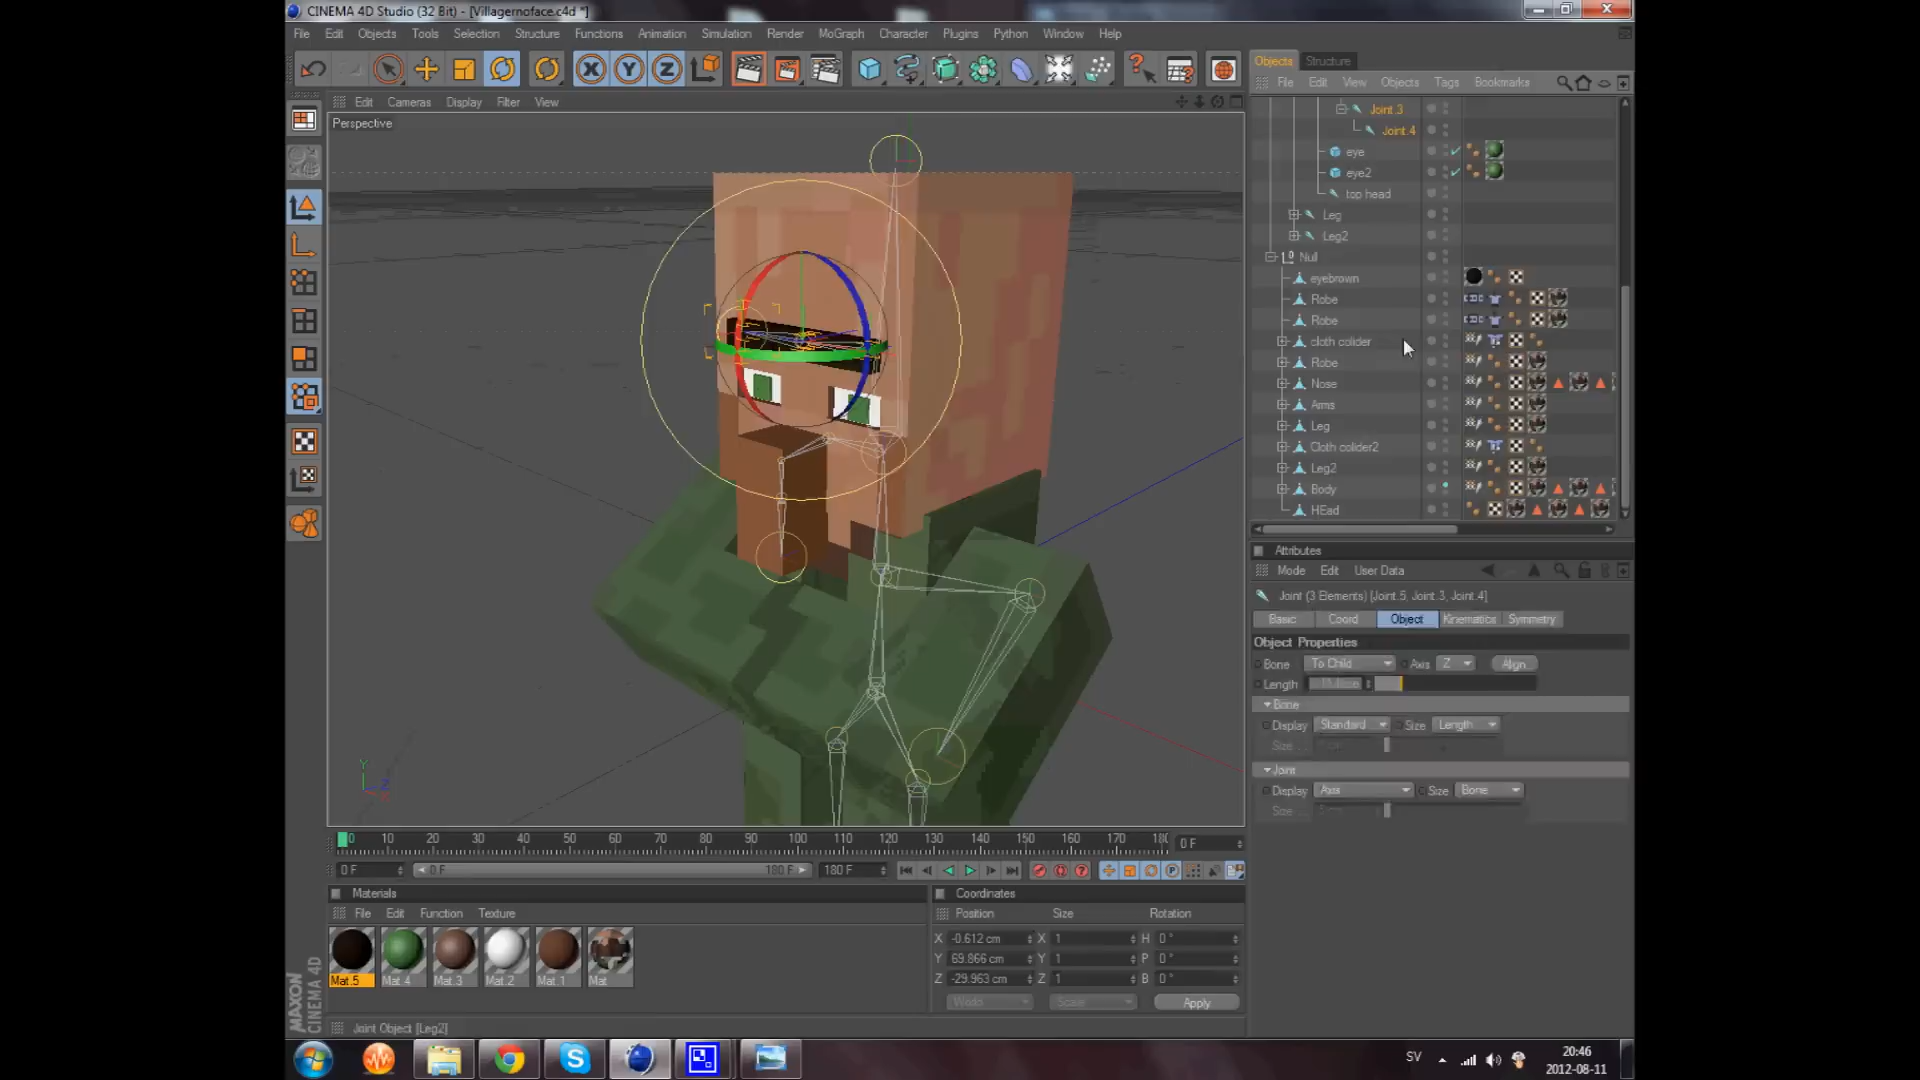 CINEMA 4D Studio (32 Bit) - [Villagernoface.c4d *]
File Edit Objects Tools Selection Structure Functions Animation Simulation Render MoGraph Character Plugins Python Window Help
Objects Structure
File Edit View Objects Tags Bookmarks
Edit Cameras Display Filter View
Perspective
Joint.3
Joint.4
eye
eye2
top head
Leg
Leg2
Null
eyebrown
Robe
Robe
cloth colider
Robe
Nose
Arms
Leg
Cloth colider2
Leg2
Body
HEad
Attributes
Mode Edit User Data
Joint (3 Elements) [Joint.5, Joint.3, Joint.4]
Basic Coord Object Kinematics Symmetry
Object Properties
Bone To Child Axis Z Align
Length
Bone
Display Standard Size Length
Size
Joint
Display Axis Size Bone
Size
Y
Z
0 10 20 30 40 50 60 70 80 90 100 110 120 130 140 150 160 170 180 0 F
0 F 0 F 180 F 180 F
Materials
File Edit Function Texture
Mat.5 Mat.4 Mat.3 Mat.2 Mat.1 Mat
Coordinates
Position Size Rotation
X -0.612 cm X 1 H 0 °
Y 69.866 cm Y 1 P 0 °
Z -29.963 cm Z 1 B 0 °
World Scale Apply
MAXON
CINEMA 4D
Joint Object [Leg2]
SV
20:46
2012-08-11